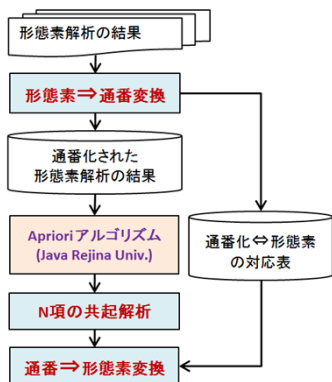 形態素解析の結果
形態素⇒通番変換
通番化された
形態素解析の結果
Aprioriアルゴリズム
(Java Rejina Univ.)
通番化⇔形態素
の対応表
N項の共起解析
通番⇒形態素変換